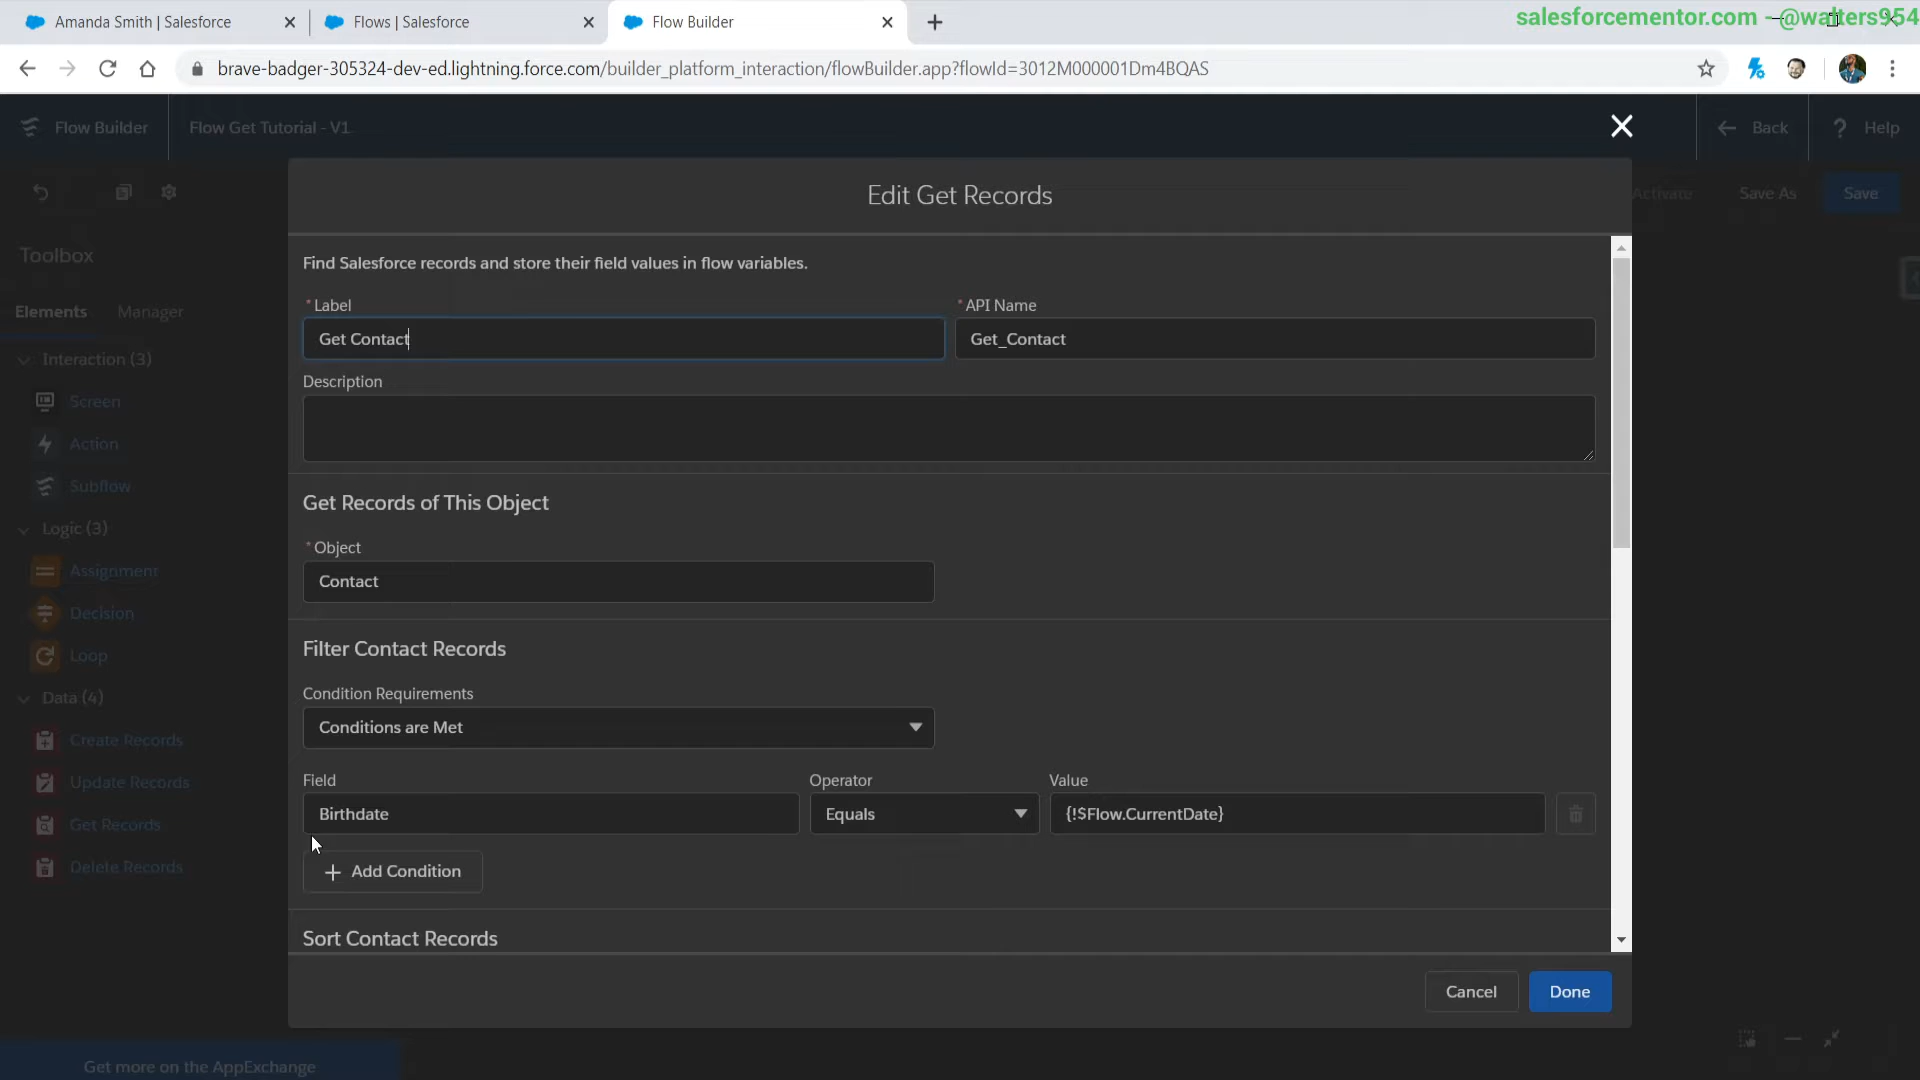 Amanda Smith | Salesforce
Flows | Salesforce
Flow Builder
salesforcementor.com - @walters954
brave-badger-305324-dev-ed.lightning.force.com/builder_platform_interaction/flowBuilder.app?flowId=3012M000001Dm4BQAS
Flow Builder
Flow Get Tutorial - V1
Back
? Help
Activate
Save As
Save
Edit Get Records
Toolbox
Elements
Manager
Interaction (3)
Screen
Action
Subflow
Logic (3)
Assignment
Decision
Loop
Data (4)
Create Records
Update Records
Get Records
Delete Records
Get more on the AppExchange
Find Salesforce records and store their field values in flow variables.
* Label
Get Contact
* API Name
Get_Contact
Description
Get Records of This Object
* Object
Contact
Filter Contact Records
Condition Requirements
Conditions are Met
Field
Operator
Value
Birthdate
Equals
{!$Flow.CurrentDate}
+ Add Condition
Sort Contact Records
Cancel
Done